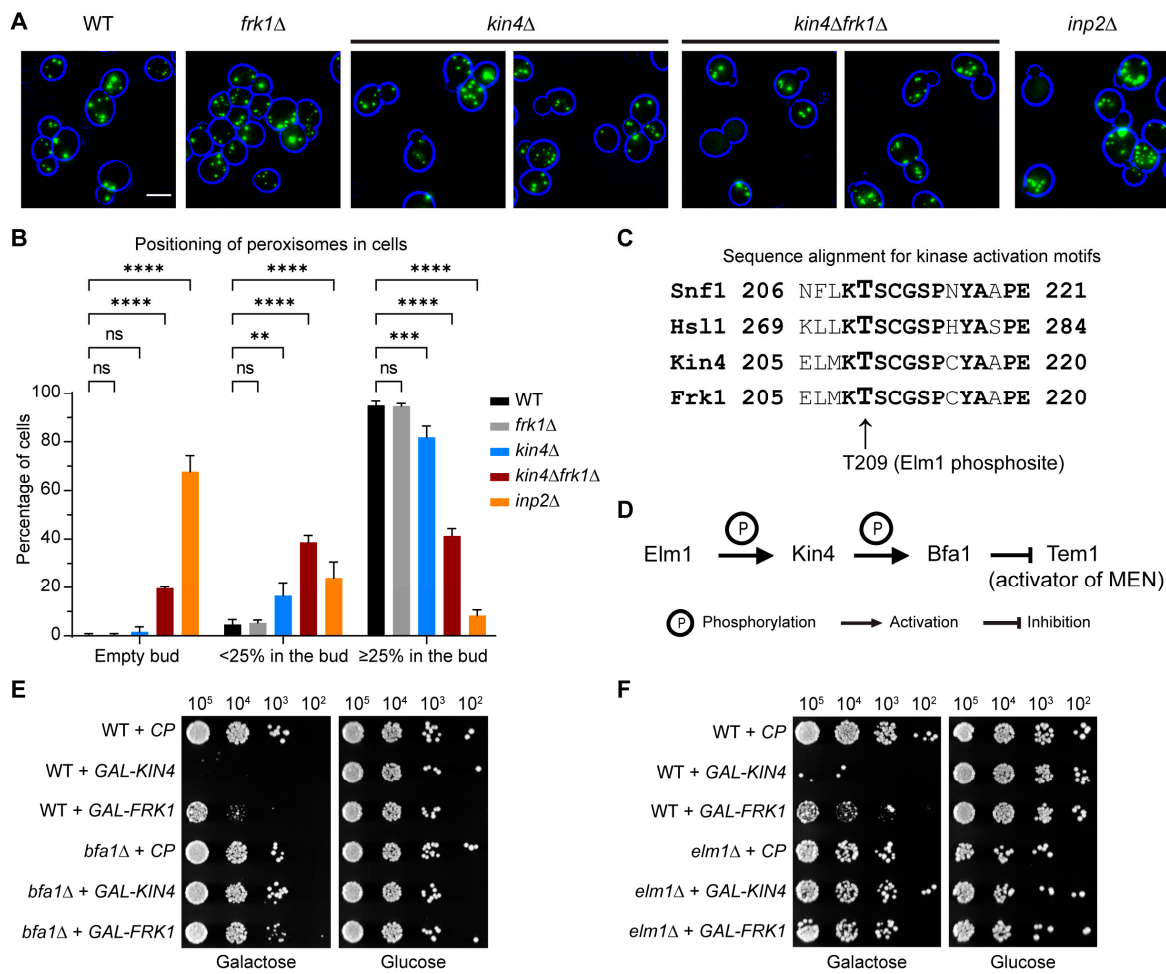 A
WT
frk1Δ
kin4Δ
kin4Δfrk1Δ
inp2Δ
B
Positioning of peroxisomes in cells
****
****
****
****
****
****
ns
**
***
ns
ns
ns
Percentage of cells
100
80
60
40
20
0
WT
frk1Δ
kin4Δ
kin4Δfrk1Δ
inp2Δ
Empty bud
<25% in the bud
≥25% in the bud
C
Sequence alignment for kinase activation motifs
Snf1 206 NFLKTSCGSPNYAAPE 221
Hsl1 269 KLLKTSCGSPHYASPE 284
Kin4 205 ELMKTSCGSPCYAAPE 220
Frk1 205 ELMKTSCGSPCYAAPE 220
T209 (Elm1 phosphosite)
D
P
P
Elm1
Kin4
Bfa1
Tem1
(activator of MEN)
P Phosphorylation
Activation
Inhibition
E
10⁵ 10⁴ 10³ 10²
10⁵ 10⁴ 10³ 10²
WT + CP
WT + GAL-KIN4
WT + GAL-FRK1
bfa1Δ + CP
bfa1Δ + GAL-KIN4
bfa1Δ + GAL-FRK1
Galactose
Glucose
F
10⁵ 10⁴ 10³ 10²
10⁵ 10⁴ 10³ 10²
WT + CP
WT + GAL-KIN4
WT + GAL-FRK1
elm1Δ + CP
elm1Δ + GAL-KIN4
elm1Δ + GAL-FRK1
Galactose
Glucose